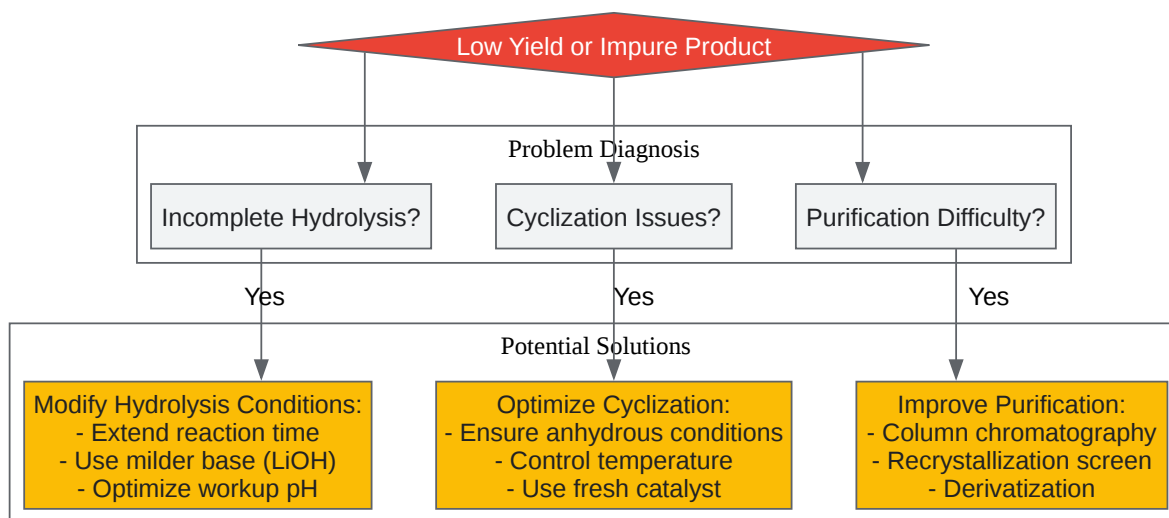 Low Yield or Impure Product
Problem Diagnosis
Incomplete Hydrolysis?
Cyclization Issues?
Purification Difficulty?
Yes
Yes
Yes
Potential Solutions
Modify Hydrolysis Conditions:
- Extend reaction time
- Use milder base (LiOH)
- Optimize workup pH
Optimize Cyclization:
- Ensure anhydrous conditions
- Control temperature
- Use fresh catalyst
Improve Purification:
- Column chromatography
- Recrystallization screen
- Derivatization